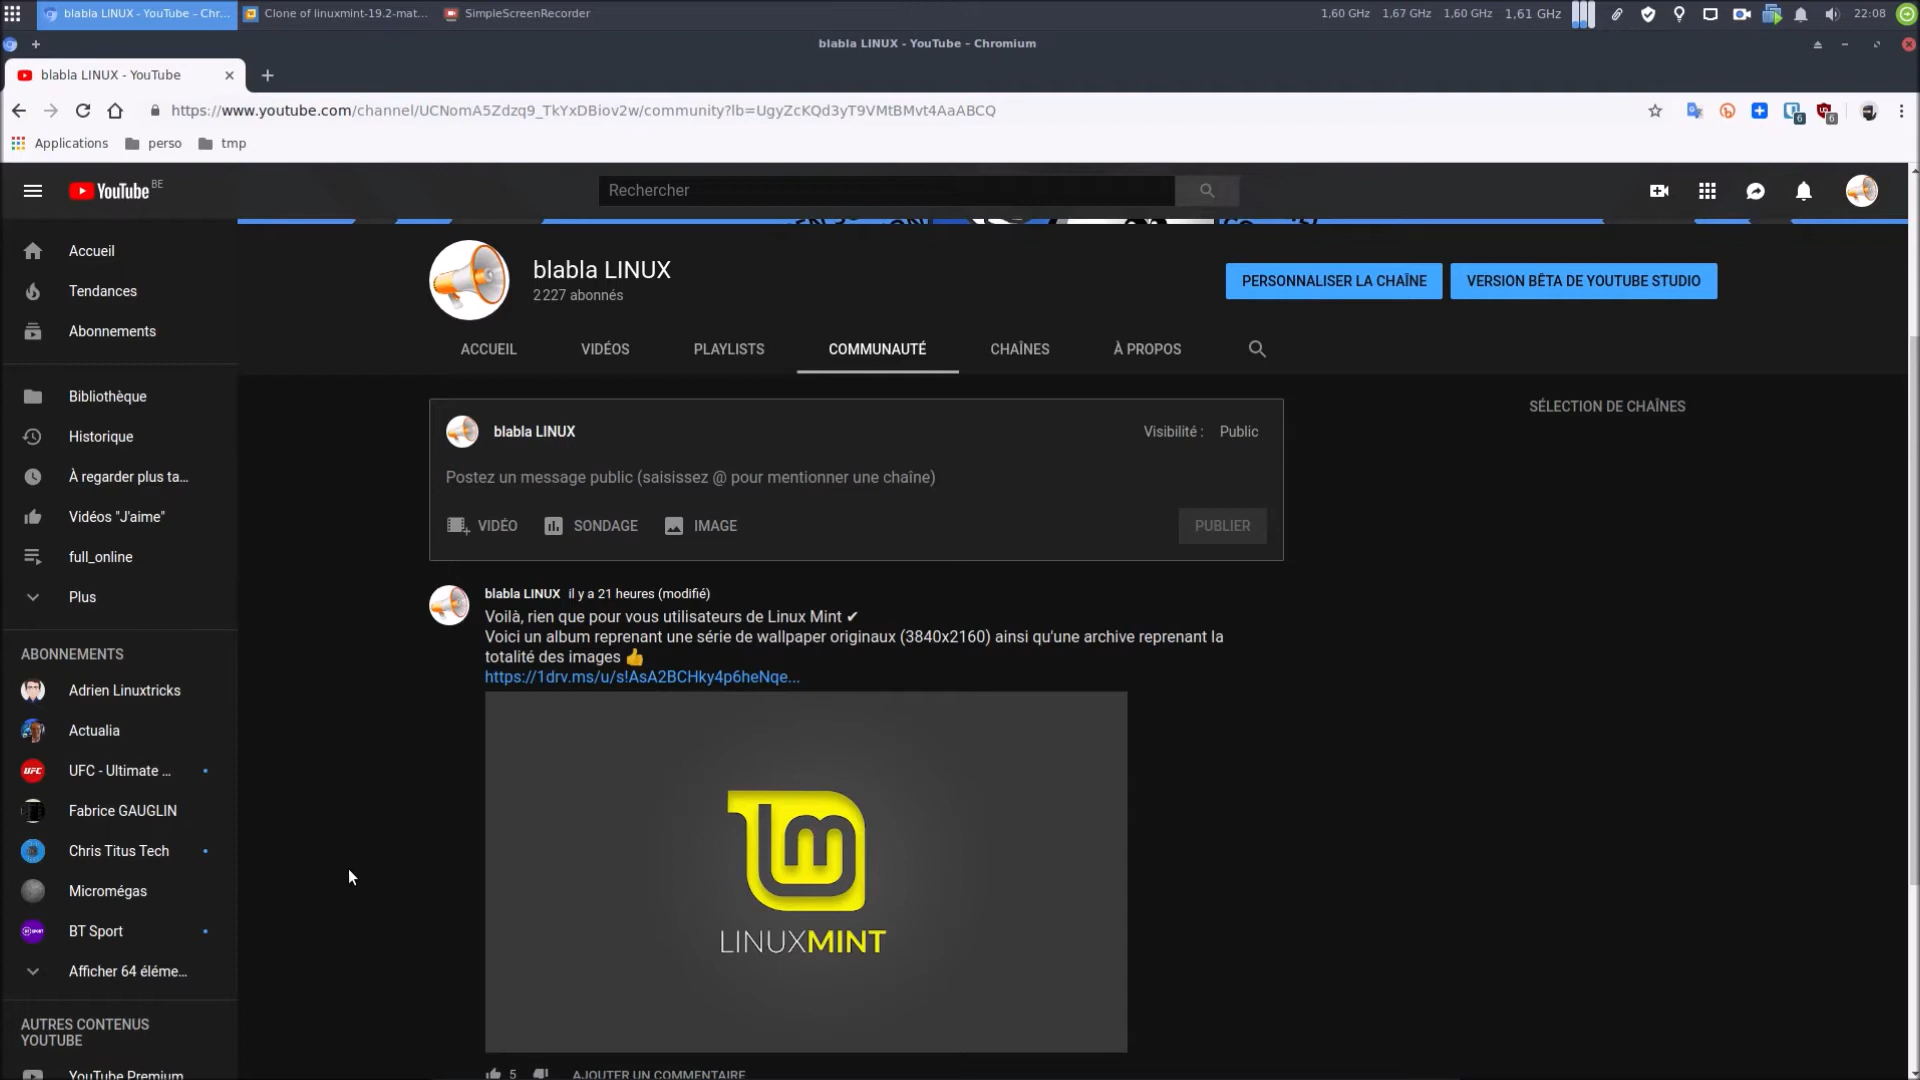 blabla LINUX - YouTube - Chr...
Clone of linuxmint-19.2-mat...
SimpleScreenRecorder
1,60 GHz 1,67 GHz 1,60 GHz 1,61 GHz
22:08
blabla LINUX - YouTube - Chromium
blabla LINUX - YouTube
https://www.youtube.com/channel/UCNomA5Zdzq9_TkYxDBiov2w/community?lb=UgyZcKQd3yT9VMtBMvt4AaABCQ
6
6
Applications perso tmp
YouTube BE
Rechercher
Accueil
Tendances
Abonnements
Bibliothèque
Historique
À regarder plus ta...
Vidéos "J'aime"
full_online
Plus
ABONNEMENTS
Adrien Linuxtricks
Actualia
UFC
UFC - Ultimate ...
Fabrice GAUGLIN
Chris Titus Tech
Micromégas
BT Sport
Afficher 64 éléme...
AUTRES CONTENUS
YOUTUBE
YouTube Premium
blabla LINUX
2 227 abonnés
PERSONNALISER LA CHAÎNE
VERSION BÊTA DE YOUTUBE STUDIO
ACCUEIL VIDÉOS PLAYLISTS COMMUNAUTÉ CHAÎNES À PROPOS
blabla LINUX
Visibilité : Public
Postez un message public (saisissez @ pour mentionner une chaîne)
VIDÉO SONDAGE IMAGE
PUBLIER
SÉLECTION DE CHAÎNES
blabla LINUX il y a 21 heures (modifié)
Voilà, rien que pour vous utilisateurs de Linux Mint ✔
Voici un album reprenant une série de wallpaper originaux (3840x2160) ainsi qu'une archive reprenant la
totalité des images 👍
https://1drv.ms/u/s!AsA2BCHky4p6heNqe...
LINUXMINT
5 AJOUTER UN COMMENTAIRE